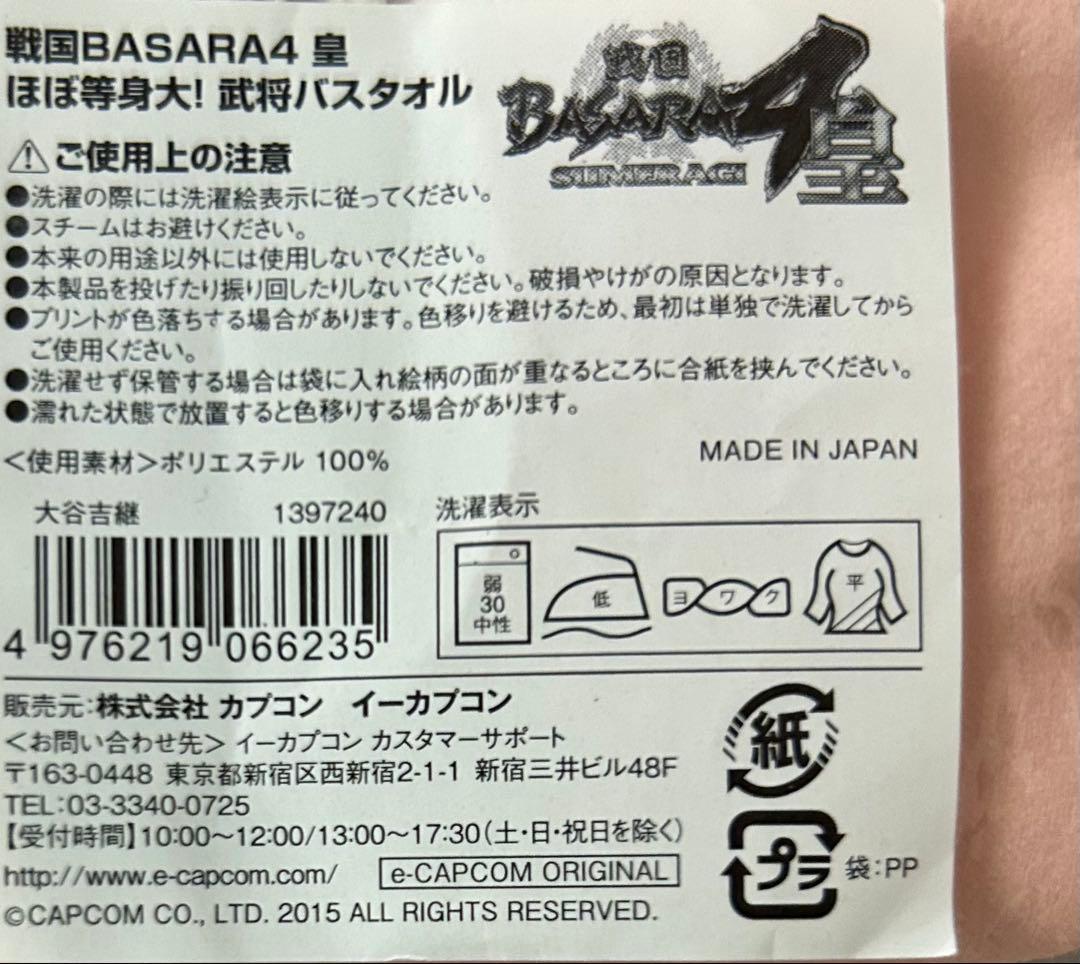 戦国BASARA4 皇
ほぼ等身大! 武将バスタオル
戦国
BASARA4 皇
SUMERAGI
ご使用上の注意
●洗濯の際には洗濯絵表示に従ってください。
●スチームはお避けください。
●本来の用途以外には使用しないでください。
●本製品を投げたり振り回したりしないでください。破損やけがの原因となります。
●プリントが色落ちする場合があります。色移りを避けるため、最初は単独で洗濯してから
ご使用ください。
●洗濯せず保管する場合は袋に入れ絵柄の面が重なるところに合紙を挟んでください。
●濡れた状態で放置すると色移りする場合があります。
<使用素材>ポリエステル 100%
MADE IN JAPAN
大谷吉継 1397240
4 976219 066235
洗濯表示
弱
30
中性
低
ヨワク
平
販売元:株式会社 カプコン イーカプコン
<お問い合わせ先> イーカプコン カスタマーサポート
〒163-0448 東京都新宿区西新宿2-1-1 新宿三井ビル48F
TEL:03-3340-0725
【受付時間】10:00〜12:00/13:00〜17:30(土・日・祝日を除く)
http://www.e-capcom.com/ e-CAPCOM ORIGINAL
©CAPCOM CO., LTD. 2015 ALL RIGHTS RESERVED.
紙
プラ
袋:PP